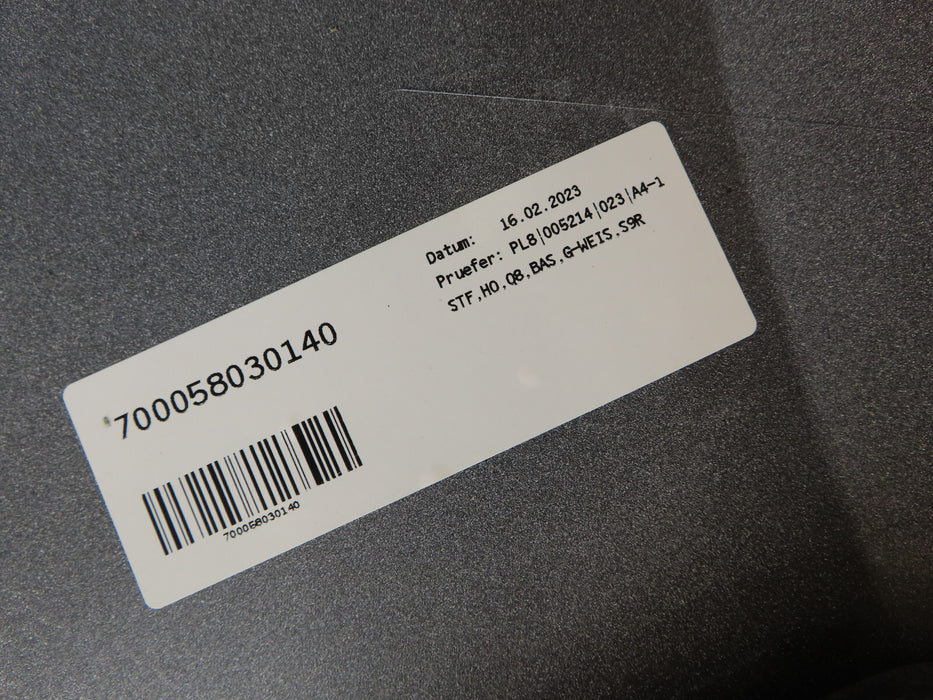 Datum: 16.02.2023
Pruefer: PL8|005214|023|A4-1
STF,HO,Q8,BAS,G-WEIS,S9R
700058030140
700058030140